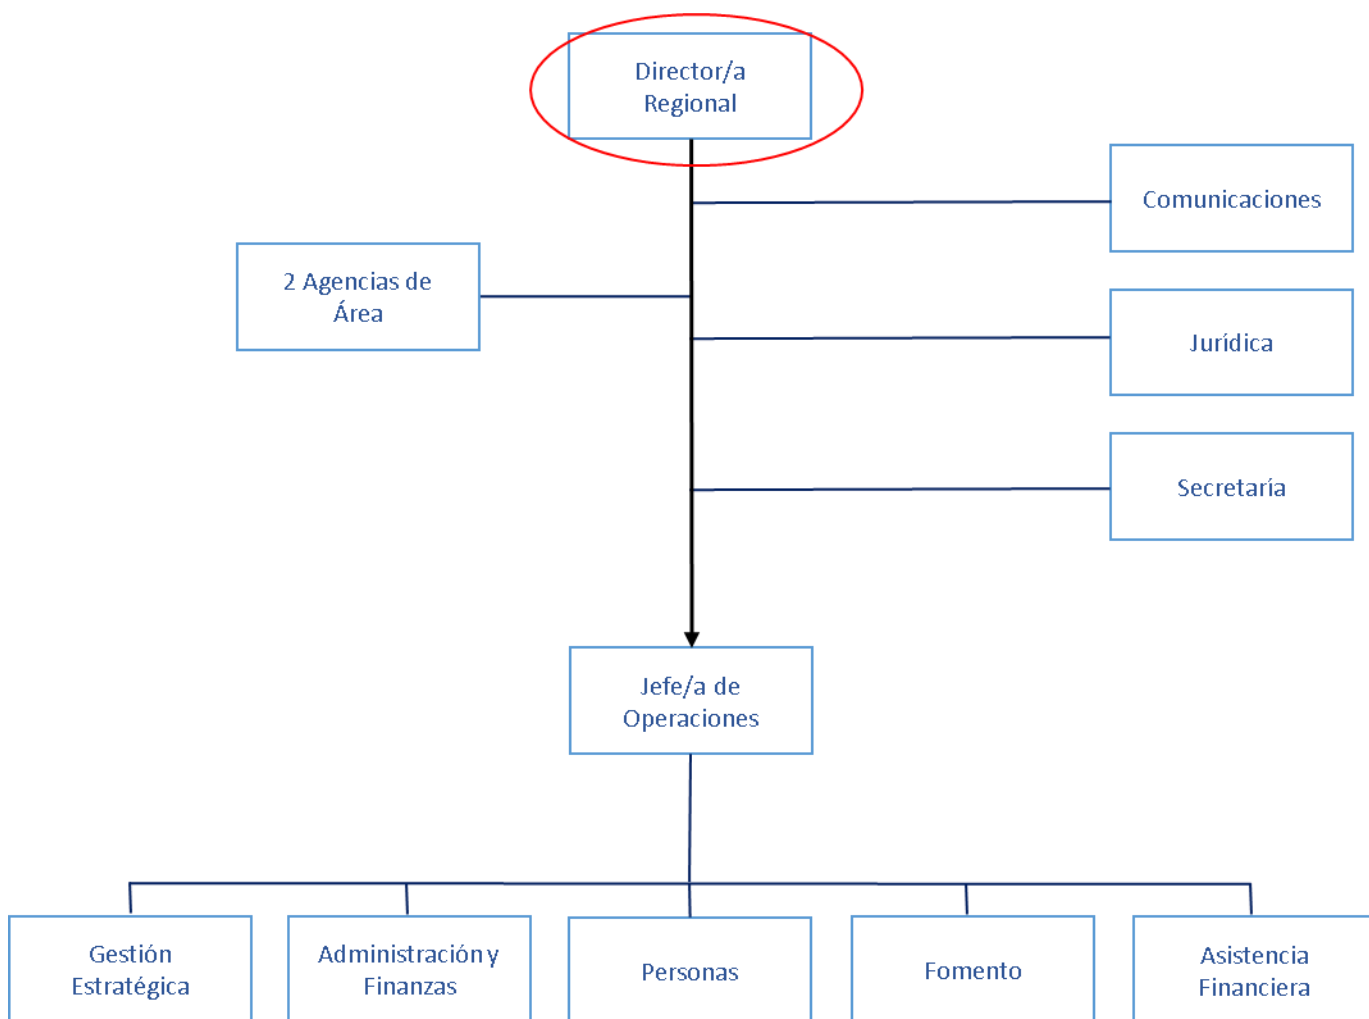 Director/a
Regional
Comunicaciones
2 Agencias de
Área
Jurídica
Secretaría
Jefe/a de
Operaciones
Gestión
Estratégica
Administración y
Finanzas
Personas
Fomento
Asistencia
Financiera